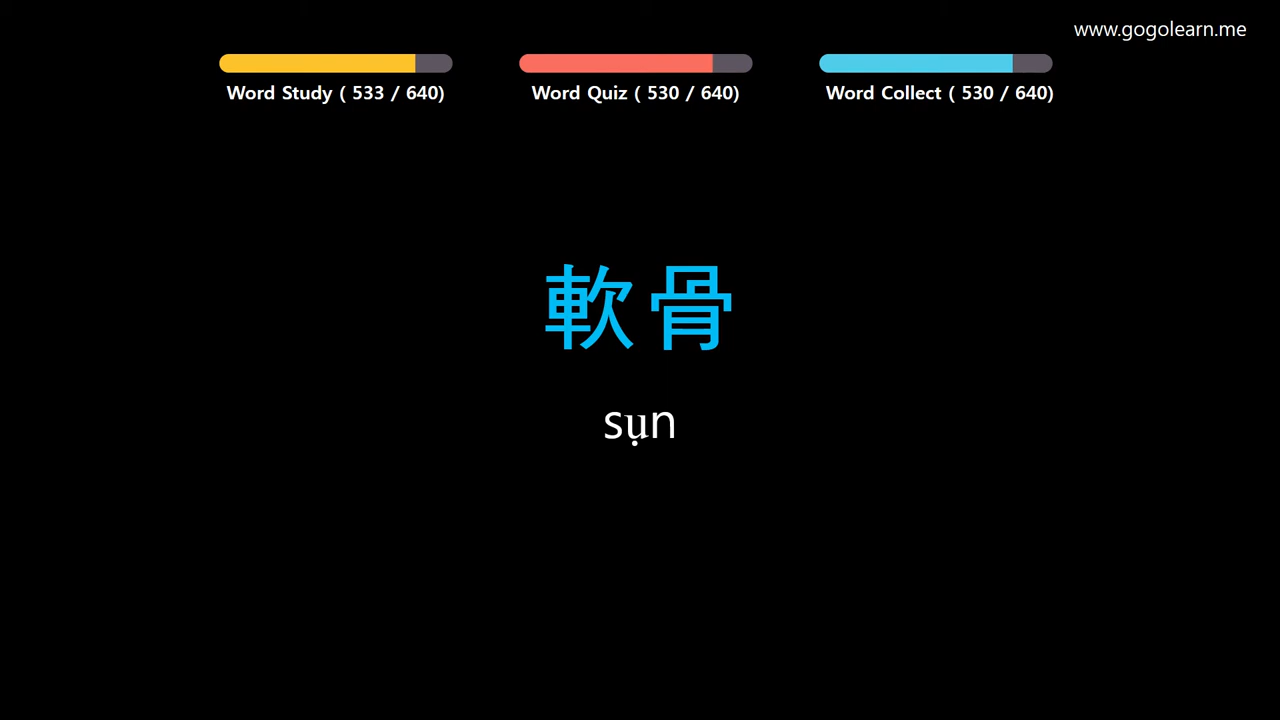 www.gogolearn.me
Word Study ( 533 / 640)
Word Quiz ( 530 / 640)
Word Collect ( 530 / 640)
軟骨
sụn